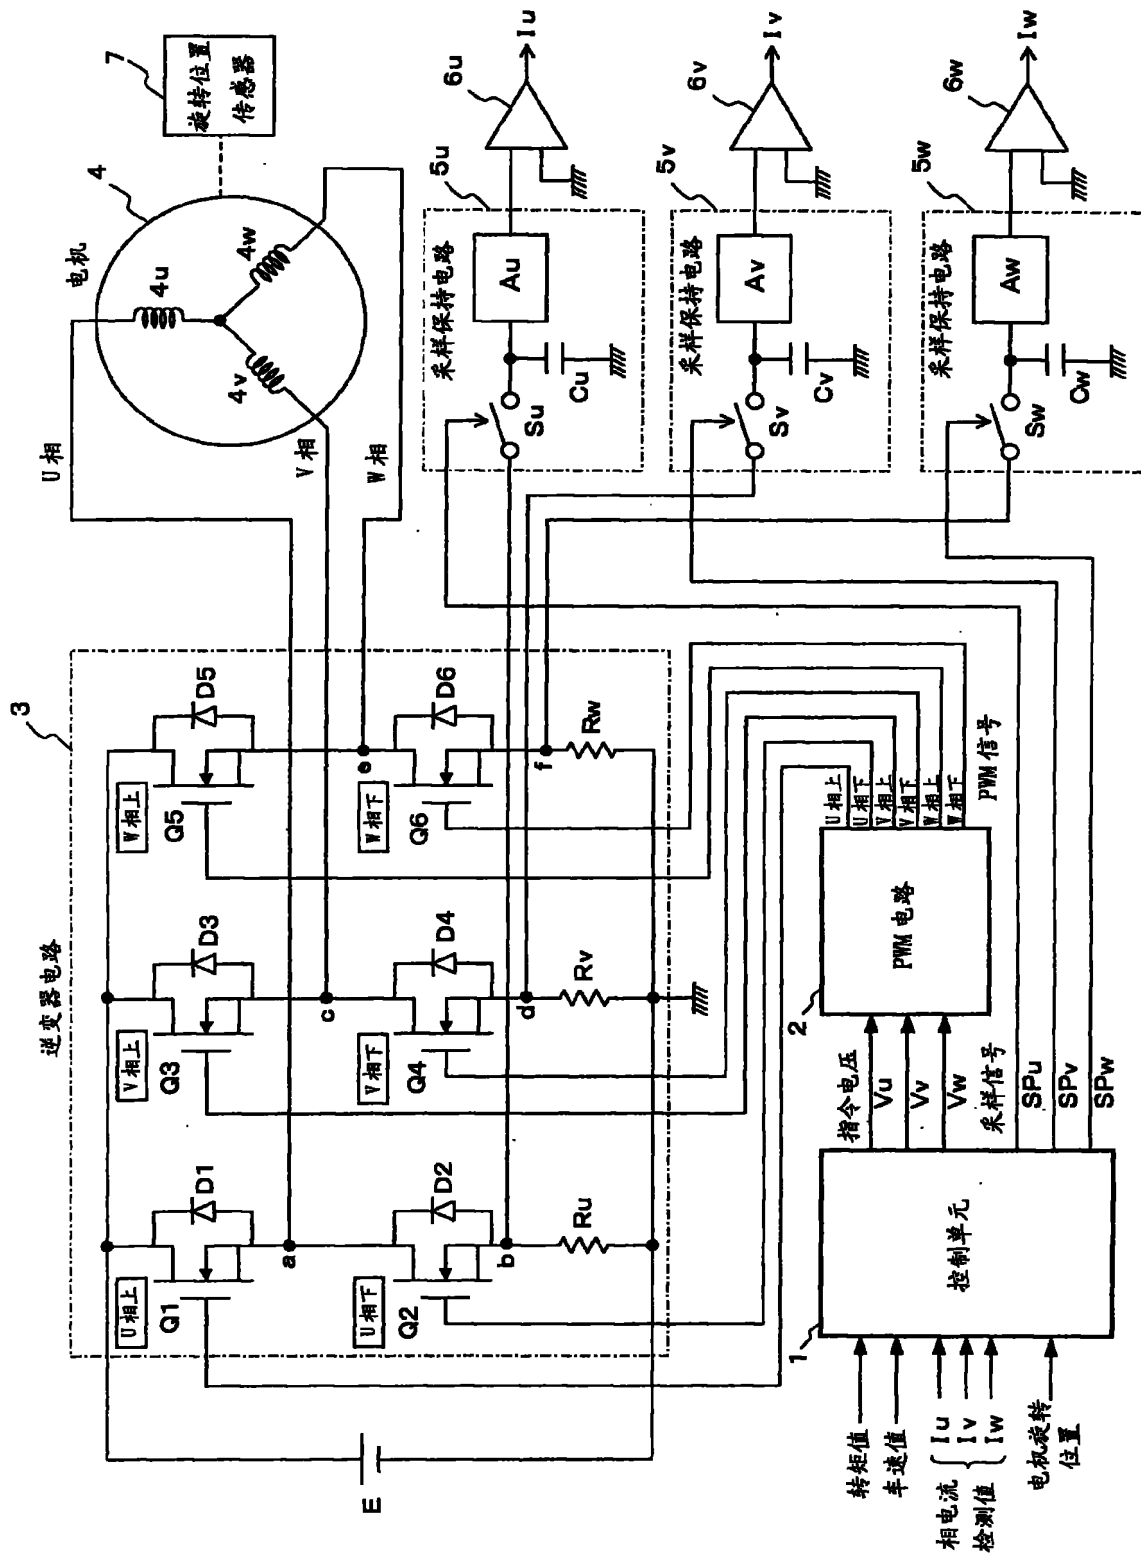 逆变器电路
3
E
U相上
Q1
D1
a
U相下
Q2
D2
b
Ru
V相上
Q3
D3
c
V相下
Q4
D4
d
Rv
W相上
Q5
D5
e
W相下
Q6
D6
f
Rw
U相
V相
W相
电机
4
4u
4v
4w
7
旋转位置
传感器
采样保持电路
5u
Su
Cu
Au
6u
Iu
采样保持电路
5v
Sv
Cv
Av
6v
Iv
采样保持电路
5w
Sw
Cw
Aw
6w
Iw
转矩值
车速值
相电流
检测值
Iu
Iv
Iw
电机旋转
位置
1
控制单元
指令电压
Vu
Vv
Vw
采样信号
SPu
SPv
SPw
2
PWM 电路
U相上
U相下
V相上
V相下
W相上
W相下
PWM 信号